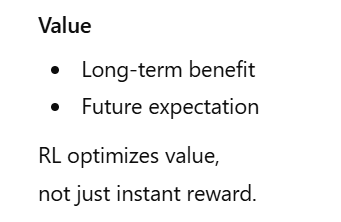 Value
• Long-term benefit
• Future expectation
RL optimizes value,
not just instant reward.